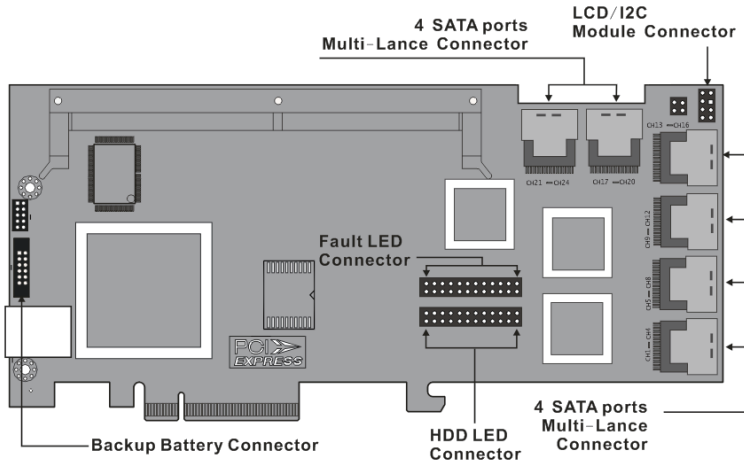 4 SATA ports
Multi-Lance Connector
LCD/I2C
Module Connector
CH13 — CH16
CH21 — CH24
CH17 — CH20
CH9 — CH12
Fault LED
Connector
CH5 — CH8
CH1 — CH4
PCI
EXPRESS
4 SATA ports
Multi-Lance
Connector
HDD LED
Connector
Backup Battery Connector